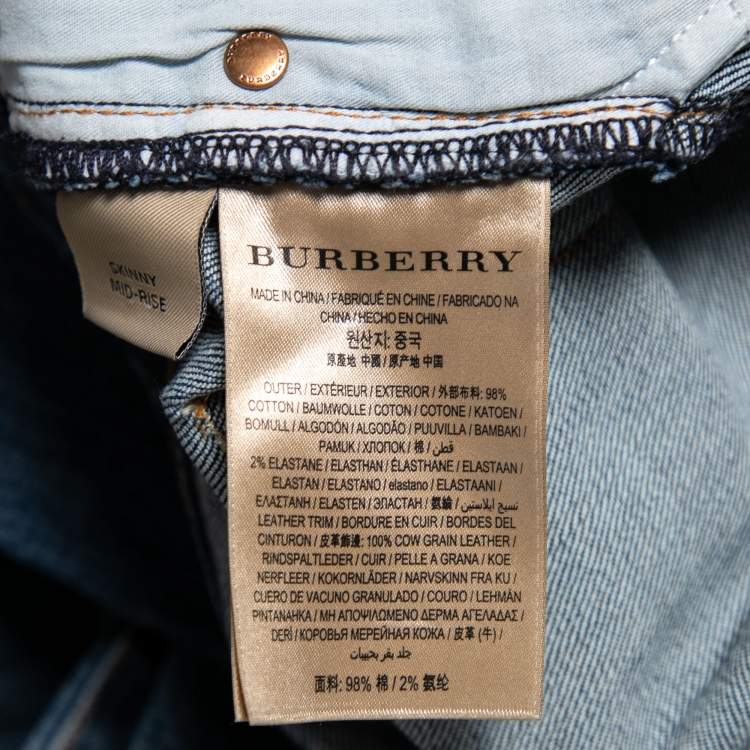 BURBERRY
SKINNY
MID-RISE
BURBERRY
MADE IN CHINA / FABRIQUÉ EN CHINE / FABRICADO NA
CHINA / HECHO EN CHINA
원산지: 중국
原產地 中國 / 原产地 中国
OUTER / EXTÉRIEUR / EXTERIOR / 外部布料: 98%
COTTON / BAUMWOLLE / COTON / COTONE / KATOEN /
BOMULL / ALGODÓN / ALGODÃO / PUUVILLA / BAMBAKI /
PAMUK / ХЛОПОК / 棉 / قطن
2% ELASTANE / ELASTHAN / ÉLASTHANE / ELASTAAN /
ELASTAN / ELASTANO / elastano / ELASTAANI /
ΕΛΑΣΤΑΝΗ / ELASTEN / ЭЛАСТАН / 氨綸 / نسيج ايلاستين
LEATHER TRIM / BORDURE EN CUIR / BORDES DEL
CINTURON / 皮革飾邊: 100% COW GRAIN LEATHER /
RINDSPALTLEDER / CUIR / PELLE A GRANA / KOE
NERFLEER / KOKORNLÄDER / NARVSKINN FRA KU /
CUERO DE VACUNO GRANULADO / COURO / LEHMÄN
PINTANAHKA / ΜΗ ΑΠΟΨΙΛΩΜΕΝΟ ΔΕΡΜΑ ΑΓΕΛΑΔΑΣ /
DERİ / КОРОВЬЯ МЕРЕЙНАЯ КОЖА / 皮革 (牛) /
جلد بقر بحبيبات
面料: 98% 棉 / 2% 氨纶